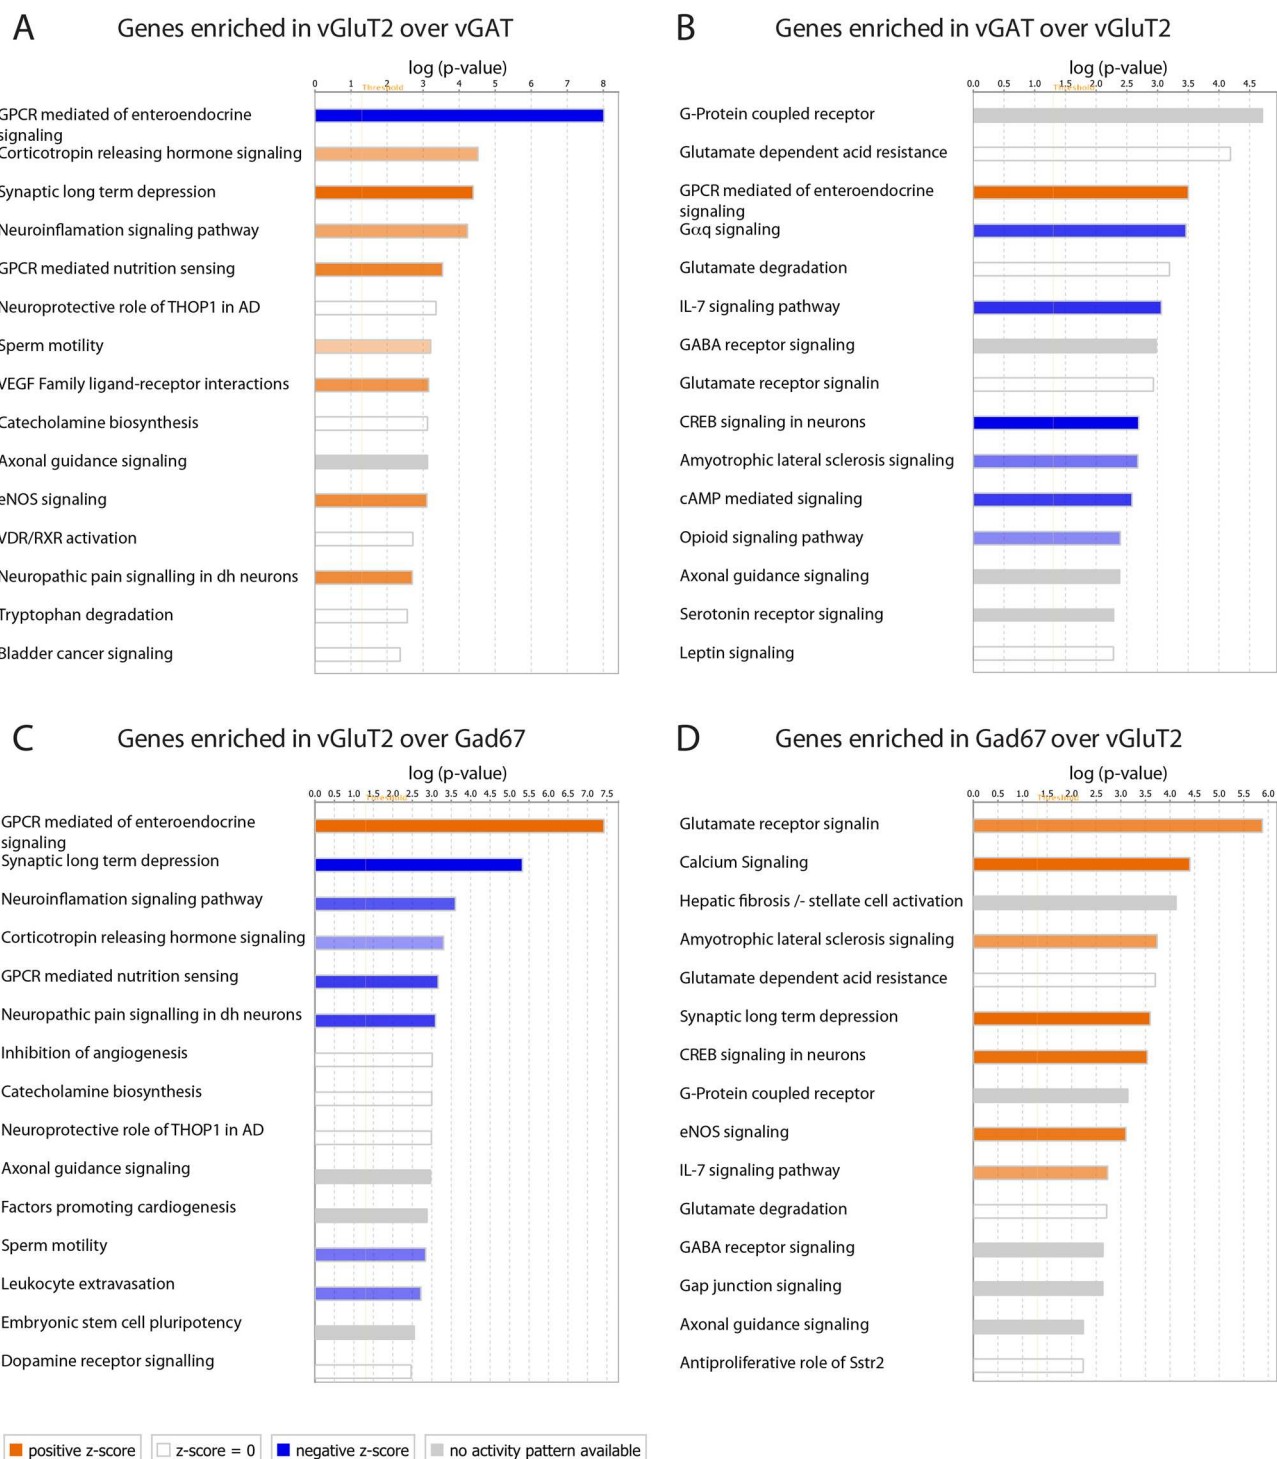 A
Genes enriched in vGluT2 over vGAT
log (p-value)
0 1 2 3 4 5 6 7 8
Threshold
GPCR mediated of enteroendocrine
signaling
Corticotropin releasing hormone signaling
Synaptic long term depression
Neuroinflamation signaling pathway
GPCR mediated nutrition sensing
Neuroprotective role of THOP1 in AD
Sperm motility
VEGF Family ligand-receptor interactions
Catecholamine biosynthesis
Axonal guidance signaling
eNOS signaling
VDR/RXR activation
Neuropathic pain signalling in dh neurons
Tryptophan degradation
Bladder cancer signaling
B
Genes enriched in vGAT over vGluT2
log (p-value)
0.0 0.5 1.0 1.5 2.0 2.5 3.0 3.5 4.0 4.5
Threshold
G-Protein coupled receptor
Glutamate dependent acid resistance
GPCR mediated of enteroendocrine
signaling
Gαq signaling
Glutamate degradation
IL-7 signaling pathway
GABA receptor signaling
Glutamate receptor signalin
CREB signaling in neurons
Amyotrophic lateral sclerosis signaling
cAMP mediated signaling
Opioid signaling pathway
Axonal guidance signaling
Serotonin receptor signaling
Leptin signaling
C
Genes enriched in vGluT2 over Gad67
log (p-value)
0.0 0.5 1.0 1.5 2.0 2.5 3.0 3.5 4.0 4.5 5.0 5.5 6.0 6.5 7.0 7.5
Threshold
GPCR mediated of enteroendocrine
signaling
Synaptic long term depression
Neuroinflamation signaling pathway
Corticotropin releasing hormone signaling
GPCR mediated nutrition sensing
Neuropathic pain signalling in dh neurons
Inhibition of angiogenesis
Catecholamine biosynthesis
Neuroprotective role of THOP1 in AD
Axonal guidance signaling
Factors promoting cardiogenesis
Sperm motility
Leukocyte extravasation
Embryonic stem cell pluripotency
Dopamine receptor signalling
D
Genes enriched in Gad67 over vGluT2
log (p-value)
0.0 0.5 1.0 1.5 2.0 2.5 3.0 3.5 4.0 4.5 5.0 5.5 6.0
Threshold
Glutamate receptor signalin
Calcium Signaling
Hepatic fibrosis /- stellate cell activation
Amyotrophic lateral sclerosis signaling
Glutamate dependent acid resistance
Synaptic long term depression
CREB signaling in neurons
G-Protein coupled receptor
eNOS signaling
IL-7 signaling pathway
Glutamate degradation
GABA receptor signaling
Gap junction signaling
Axonal guidance signaling
Antiproliferative role of Sstr2
positive z-score
z-score = 0
negative z-score
no activity pattern available